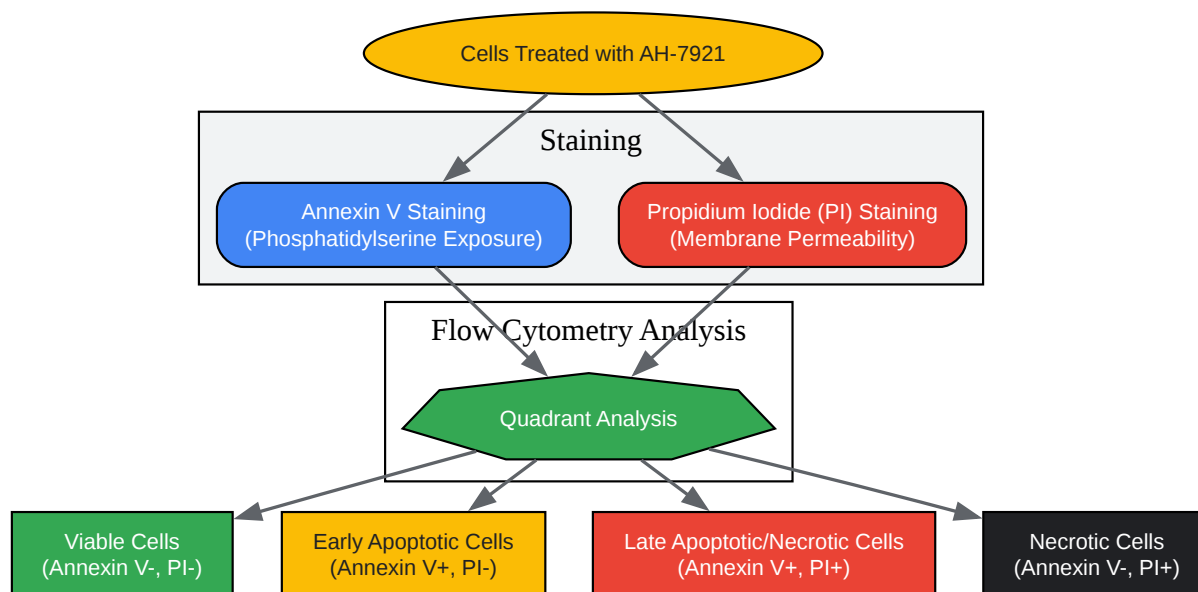 Cells Treated with AH-7921
Staining
Annexin V Staining
(Phosphatidylserine Exposure)
Propidium Iodide (PI) Staining
(Membrane Permeability)
Flow Cytometry Analysis
Quadrant Analysis
Viable Cells
(Annexin V-, PI-)
Early Apoptotic Cells
(Annexin V+, PI-)
Late Apoptotic/Necrotic Cells
(Annexin V+, PI+)
Necrotic Cells
(Annexin V-, PI+)